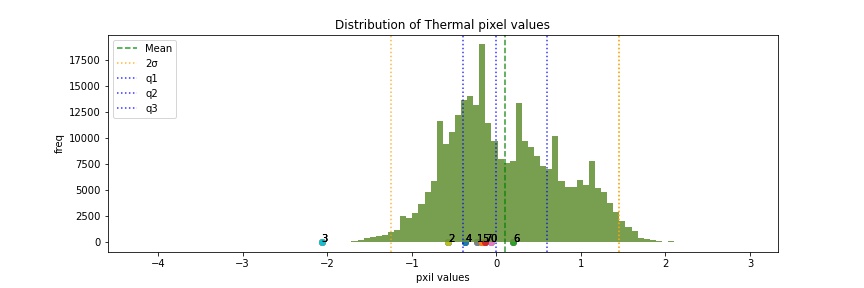 Distribution of Thermal pixel values
Mean
2σ
q1
q2
q3
freq
17500
15000
12500
10000
7500
5000
2500
0
3
2
4
6
−4
−3
−2
−1
0
1
2
3
pxil values